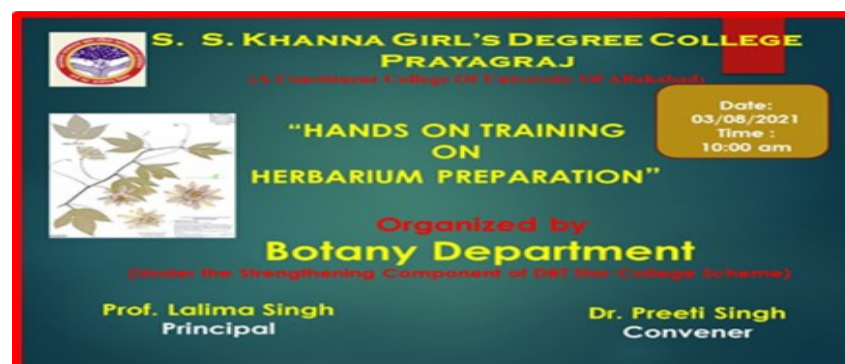 S. S. KHANNA GIRL'S DEGREE COLLEGE
PRAYAGRAJ
(A Constituent College Of University Of Allahabad)
Date:
03/08/2021
Time :
10:00 am
"HANDS ON TRAINING
ON
HERBARIUM PREPARATION"
Organized by
Botany Department
(Under the Strengthening Component of DBT Star College Scheme)
Prof. Lalima Singh
Principal
Dr. Preeti Singh
Convener